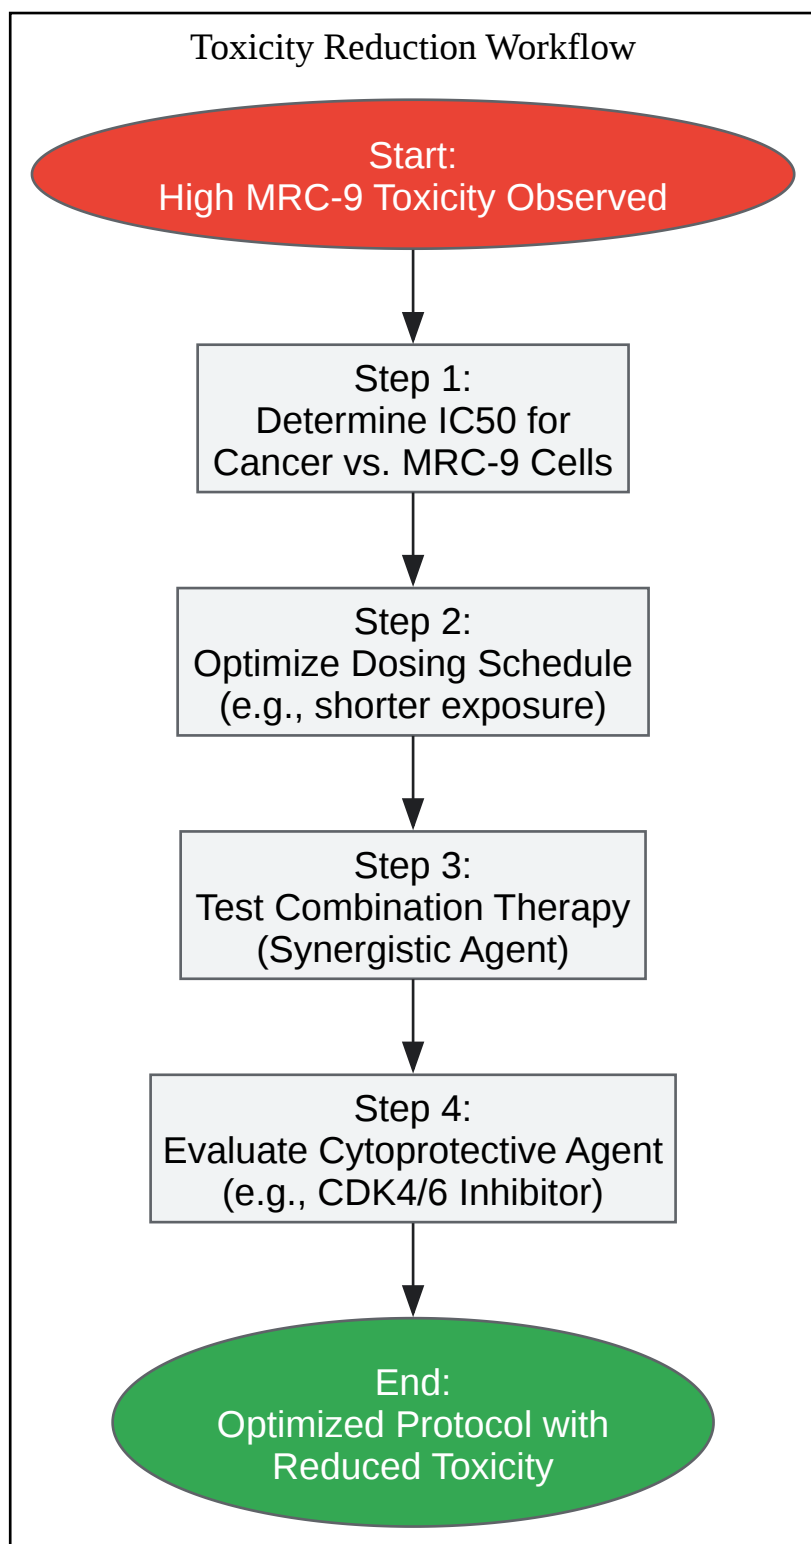 Toxicity Reduction Workflow
Start:
High MRC-9 Toxicity Observed
Step 1:
Determine IC50 for
Cancer vs. MRC-9 Cells
Step 2:
Optimize Dosing Schedule
(e.g., shorter exposure)
Step 3:
Test Combination Therapy
(Synergistic Agent)
Step 4:
Evaluate Cytoprotective Agent
(e.g., CDK4/6 Inhibitor)
End:
Optimized Protocol with
Reduced Toxicity